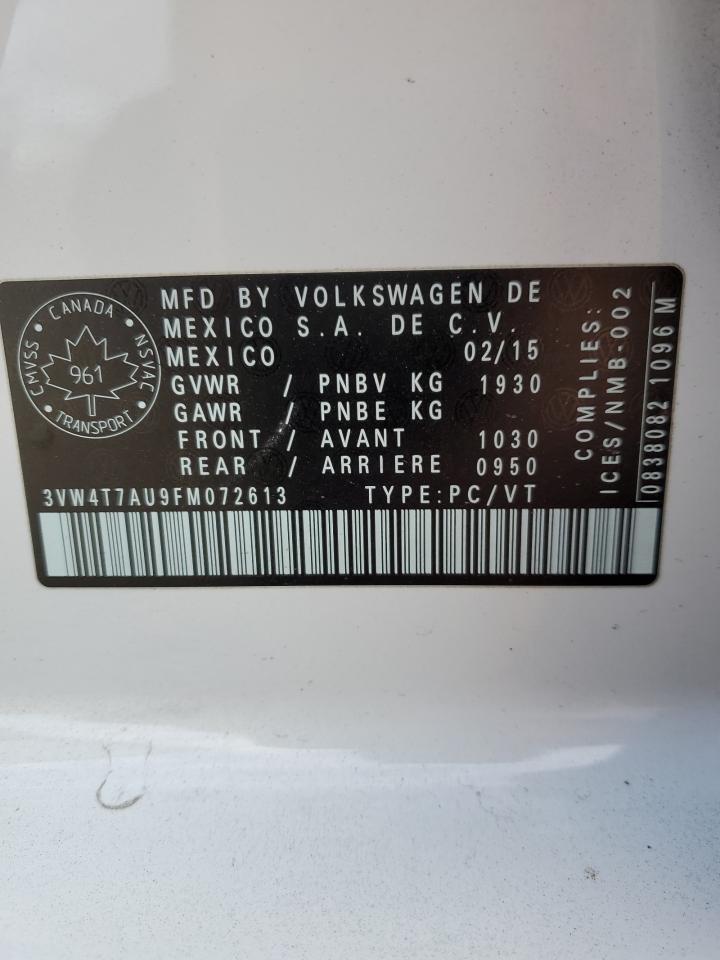 CANADA
CMVSS
NSVAC
961
TRANSPORT
MFD BY VOLKSWAGEN DE
MEXICO S.A. DE C.V.
MEXICO 02/15
GVWR / PNBV KG 1930
GAWR / PNBE KG
FRONT / AVANT 1030
REAR / ARRIERE 0950
3VW4T7AU9FM072613 TYPE:PC/VT
COMPLIES:
ICES/NMB-002
0838082 1096 M